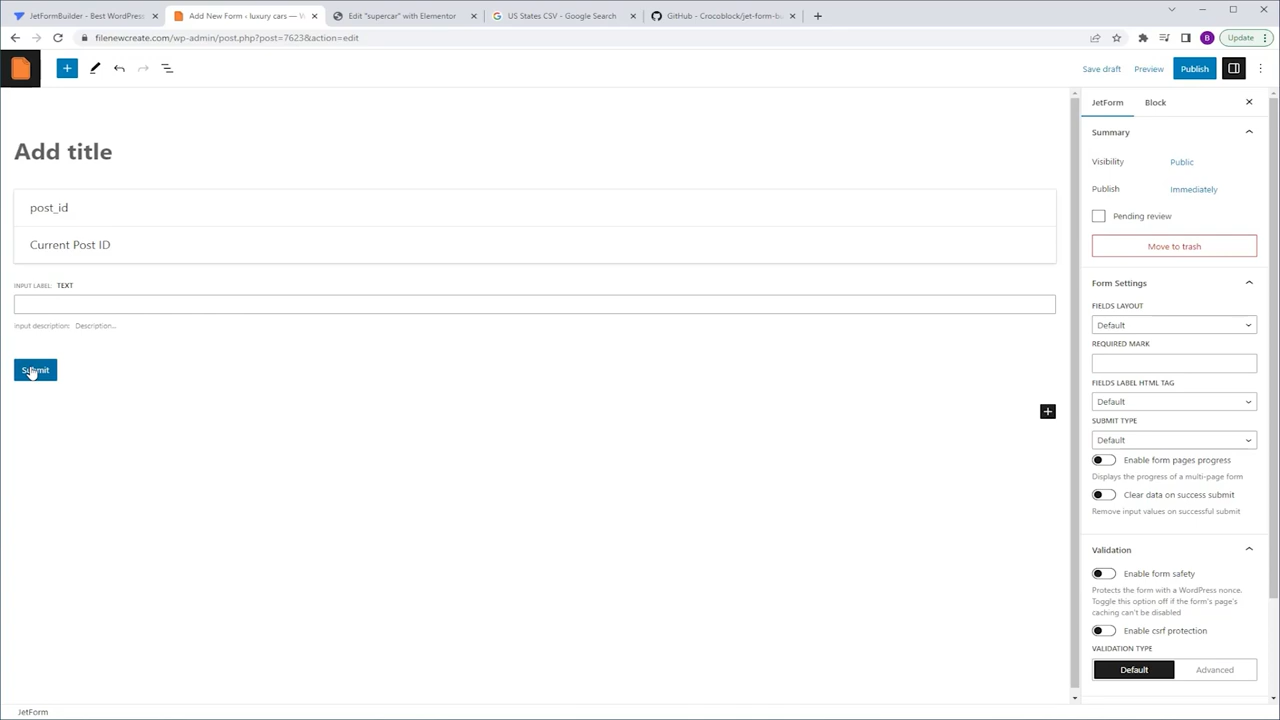 JetFormBuilder - Best WordPress
Add New Form ‹ luxury cars — W
Edit "supercar" with Elementor
US States CSV - Google Search
GitHub - Crocoblock/jet-form-bu
filenewcreate.com/wp-admin/post.php?post=7623&action=edit
B
Update
Save draft
Preview
Publish
JetForm
Block
Add title
Summary
Visibility
Public
Publish
Immediately
post_id
Pending review
Current Post ID
Move to trash
INPUT LABEL: TEXT
Form Settings
FIELDS LAYOUT
input description: Description...
Default
REQUIRED MARK
Submit
FIELDS LABEL HTML TAG
Default
SUBMIT TYPE
Default
Enable form pages progress
Displays the progress of a multi-page form
Clear data on success submit
Remove input values on successful submit
Validation
Enable form safety
Protects the form with a WordPress nonce.
Toggle this option off if the form's page's
caching can't be disabled
Enable csrf protection
VALIDATION TYPE
Default
Advanced
JetForm